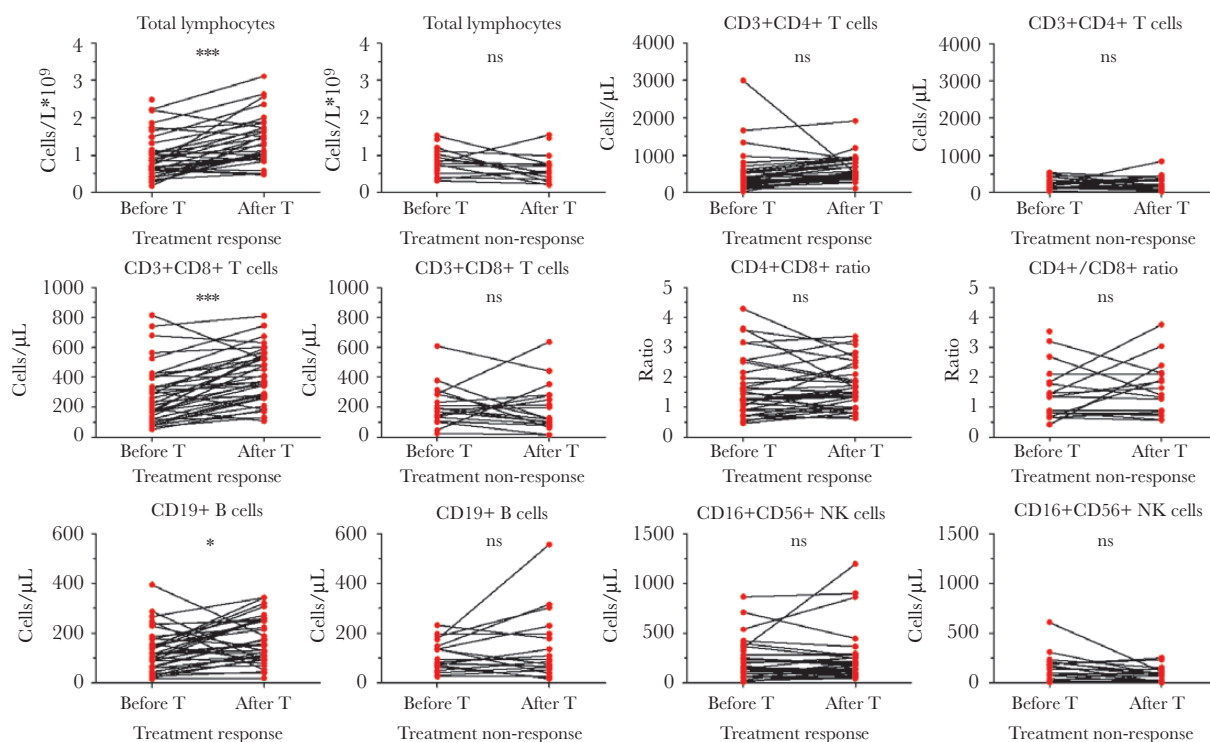 Total lymphocytes
***
4
3
2
1
0
Cells/L*10⁹
Before T After T
Treatment response
Total lymphocytes
ns
4
3
2
1
0
Cells/L*10⁹
Before T After T
Treatment non-response
CD3+CD4+ T cells
ns
4000
3000
2000
1000
0
Cells/μL
Before T After T
Treatment response
CD3+CD4+ T cells
ns
4000
3000
2000
1000
0
Cells/μL
Before T After T
Treatment non-response
CD3+CD8+ T cells
***
1000
800
600
400
200
0
Cells/μL
Before T After T
Treatment response
CD3+CD8+ T cells
ns
1000
800
600
400
200
0
Cells/μL
Before T After T
Treatment non-response
CD4+CD8+ ratio
ns
5
4
3
2
1
0
Ratio
Before T After T
Treatment response
CD4+/CD8+ ratio
ns
5
4
3
2
1
0
Ratio
Before T After T
Treatment non-response
CD19+ B cells
*
600
400
200
0
Cells/μL
Before T After T
Treatment response
CD19+ B cells
ns
600
400
200
0
Cells/μL
Before T After T
Treatment non-response
CD16+CD56+ NK cells
ns
1500
1000
500
0
Cells/μL
Before T After T
Treatment response
CD16+CD56+ NK cells
ns
1500
1000
500
0
Cells/μL
Before T After T
Treatment non-response